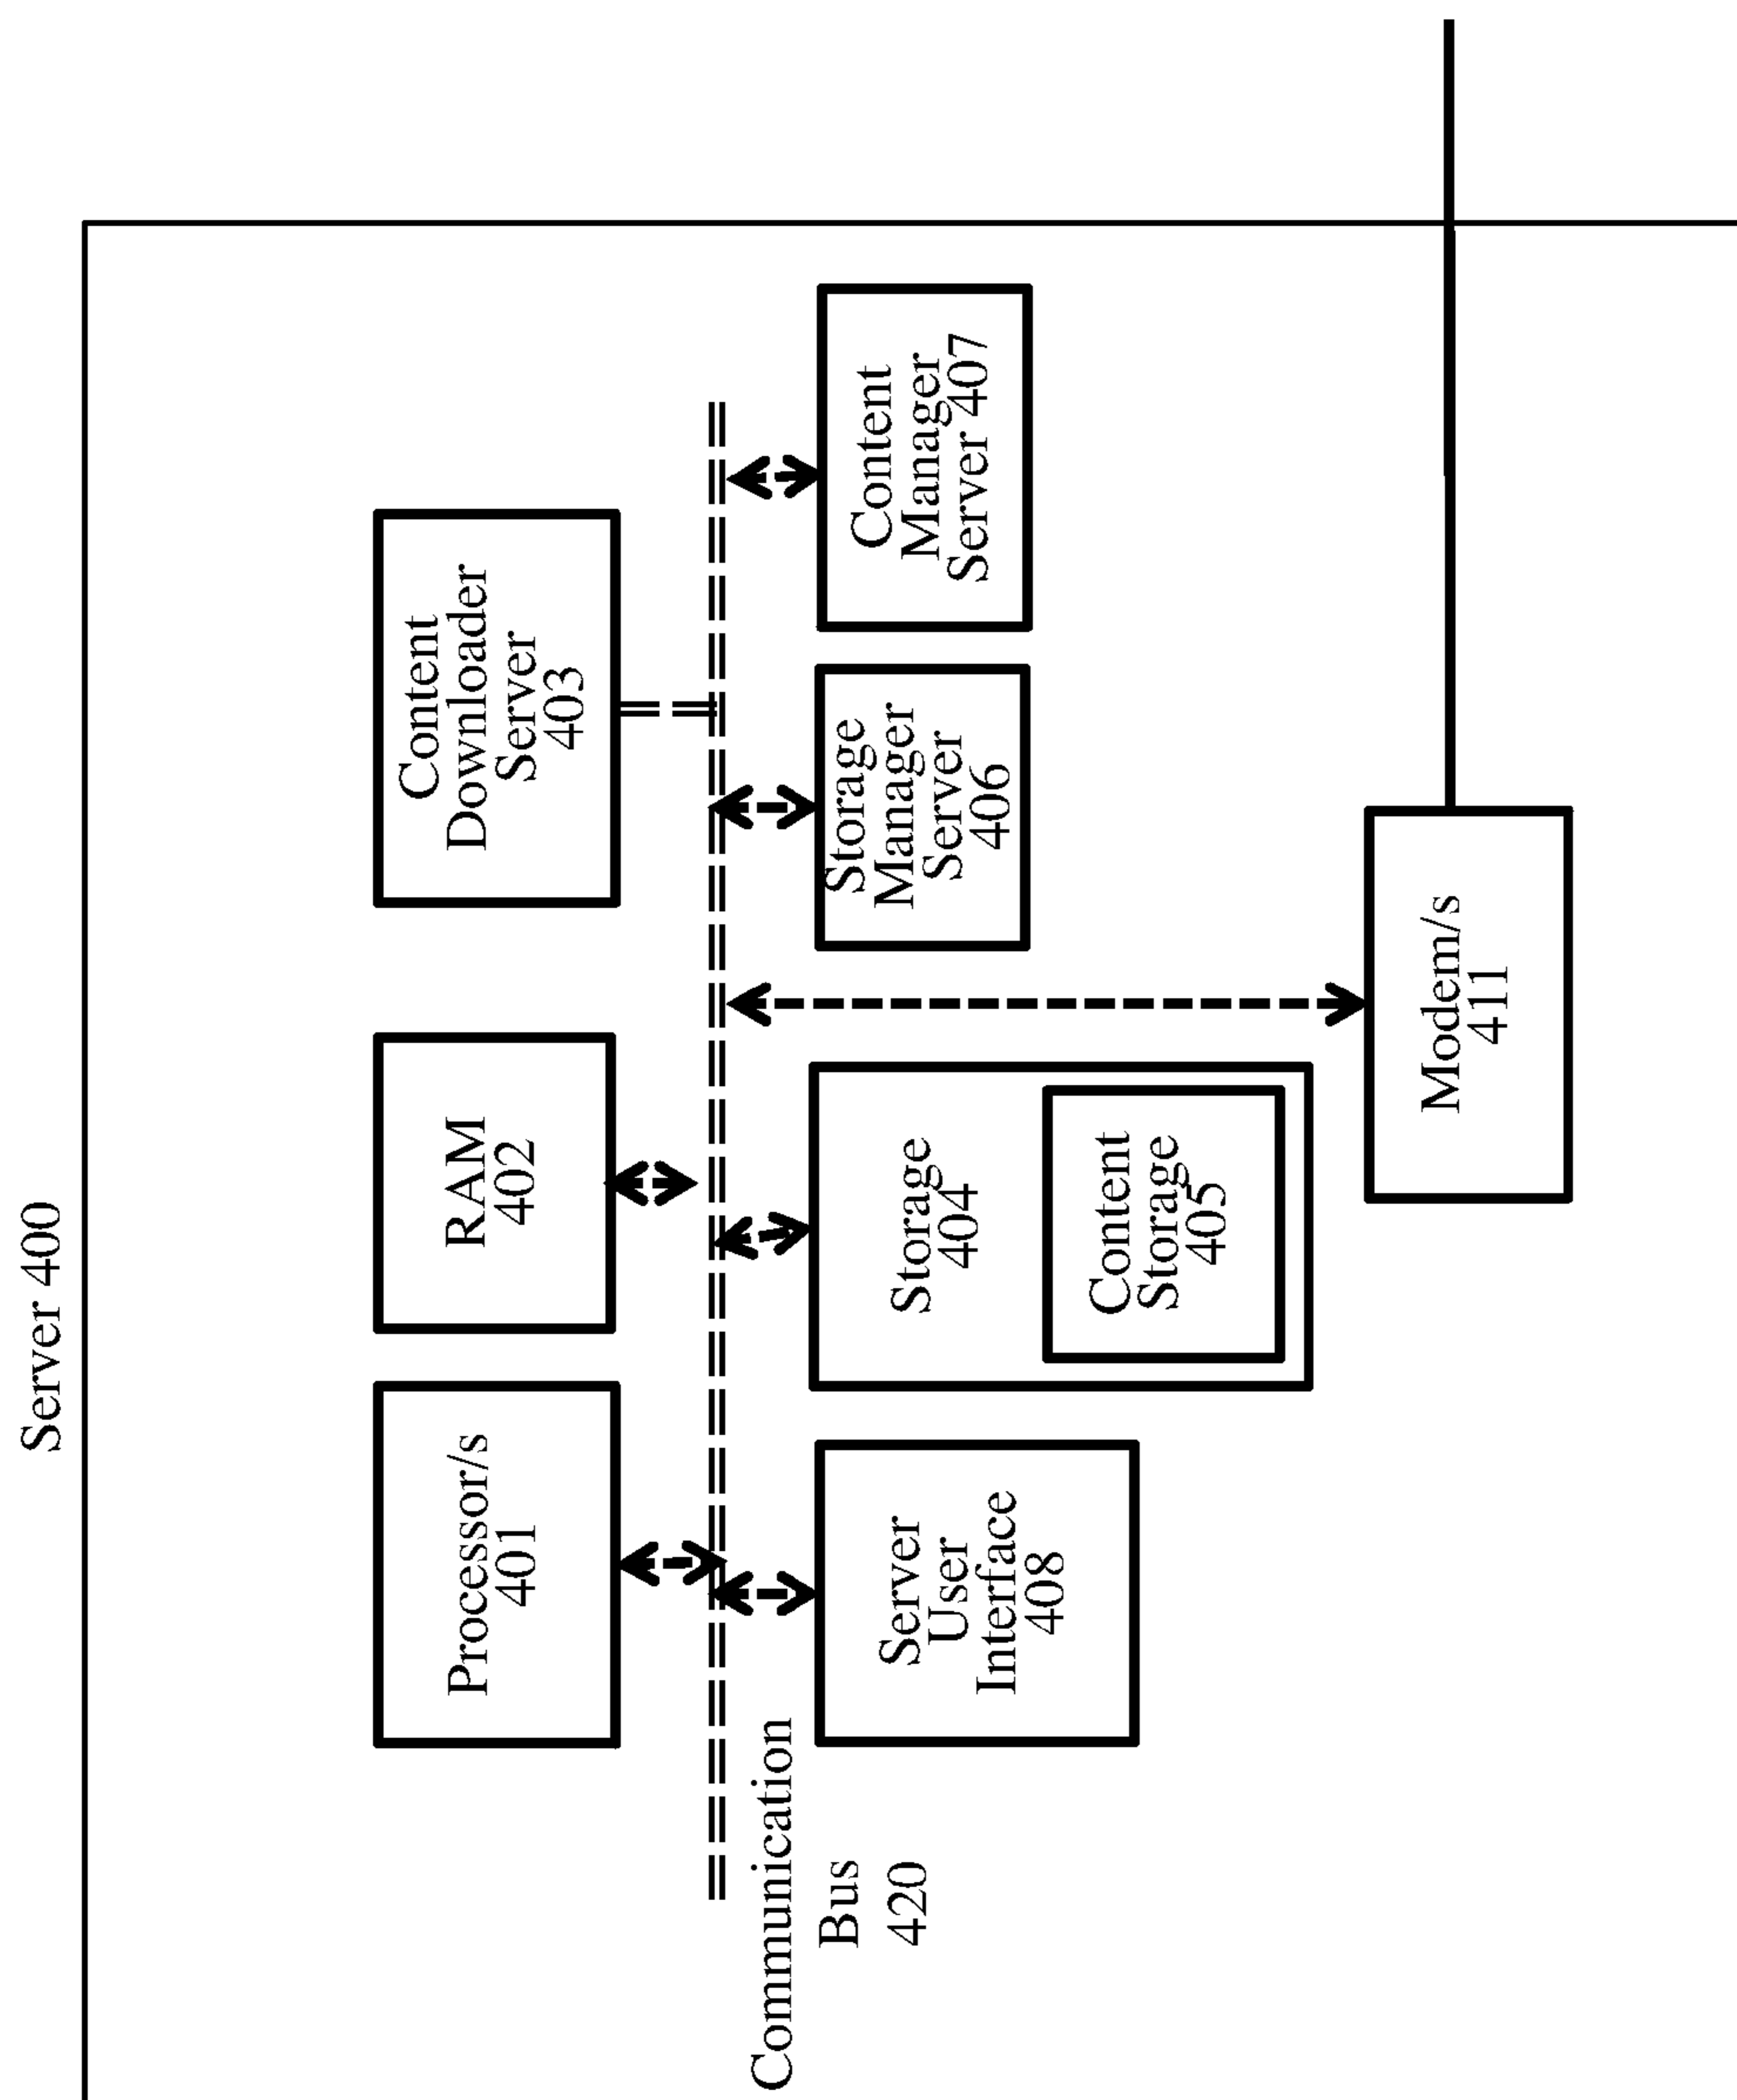 Server 400
Processor/s
401
RAM
402
Content
Downloader
Server
403
Communication
Bus
420
Server
User
Interface
408
Storage
404
Content
Storage
405
Storage
Manager
Server
406
Content
Manager
Server 407
Modem/s
411